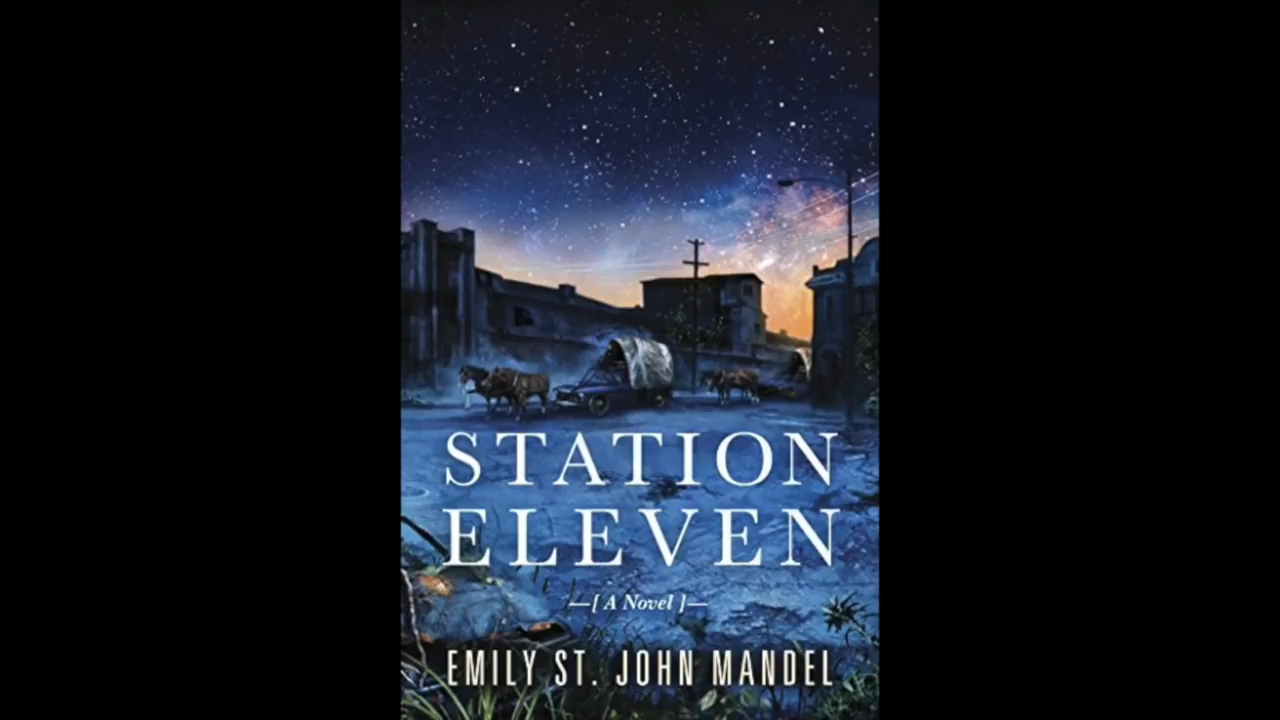 STATION
ELEVEN
—[ A Novel ]—
EMILY ST. JOHN MANDEL